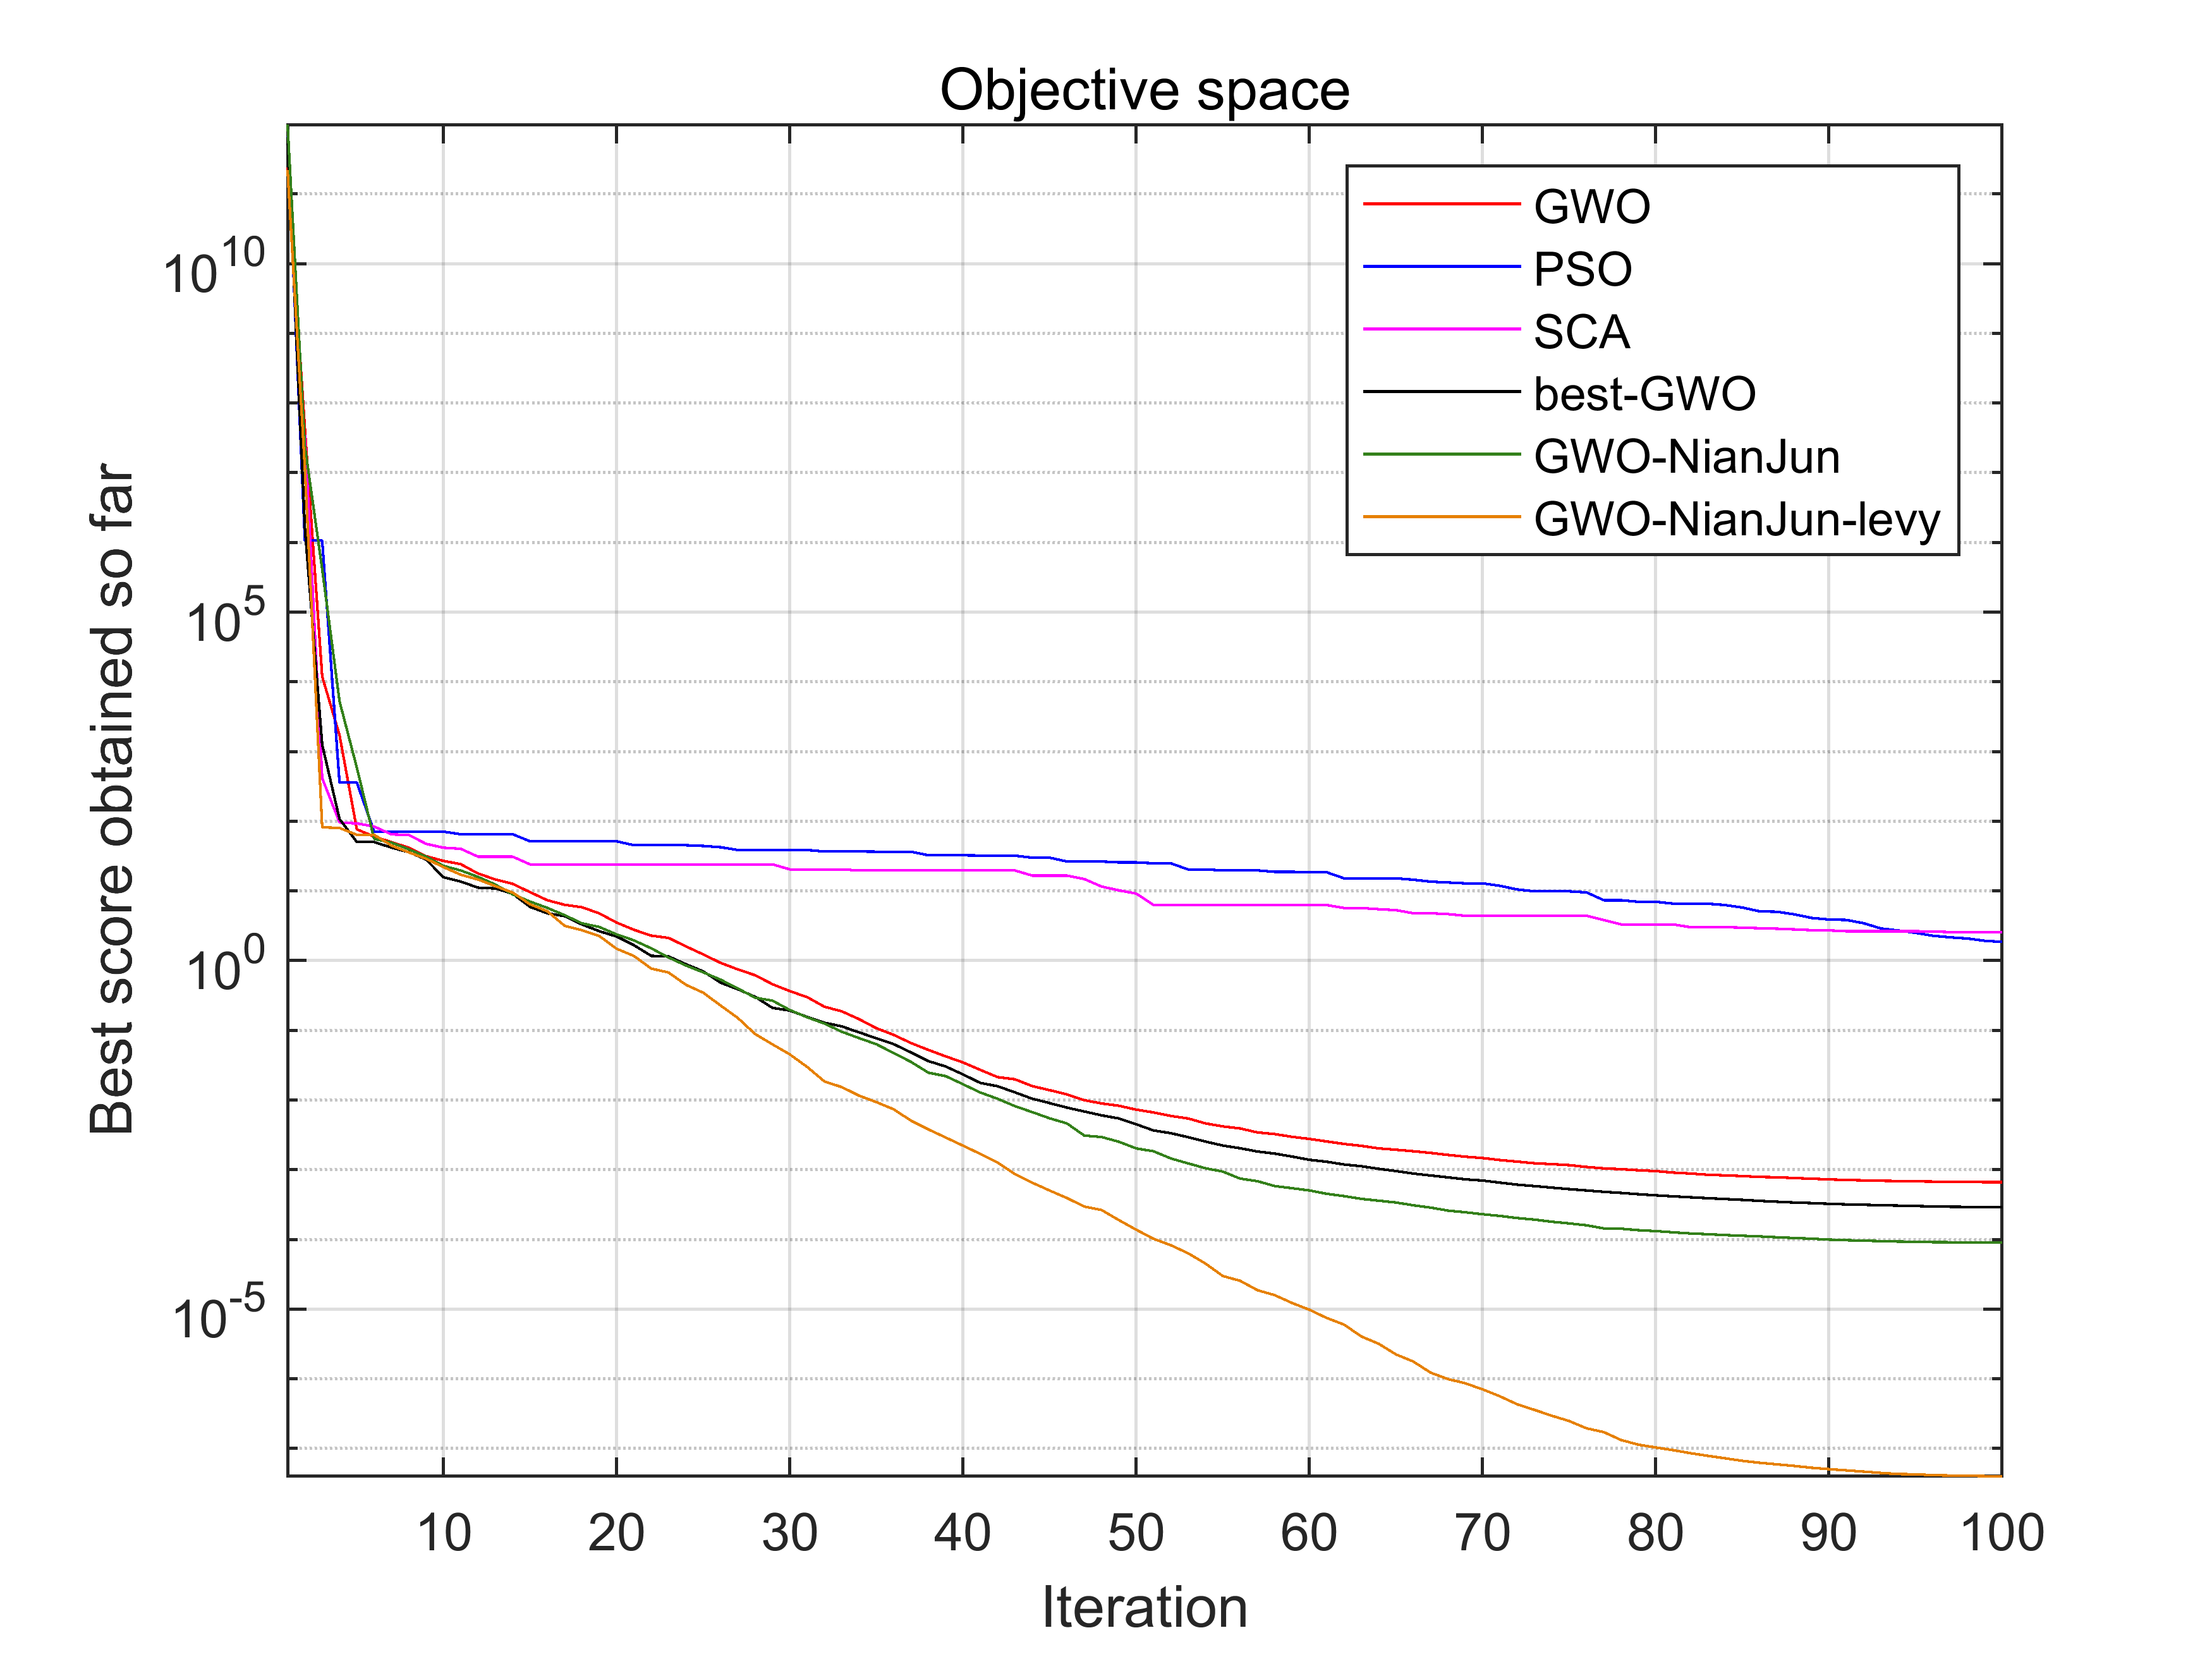 Objective space
GWO
PSO
SCA
best-GWO
GWO-NianJun
GWO-NianJun-levy
Best score obtained so far
10^10
10^5
10^0
10^-5
10 20 30 40 50 60 70 80 90 100
Iteration